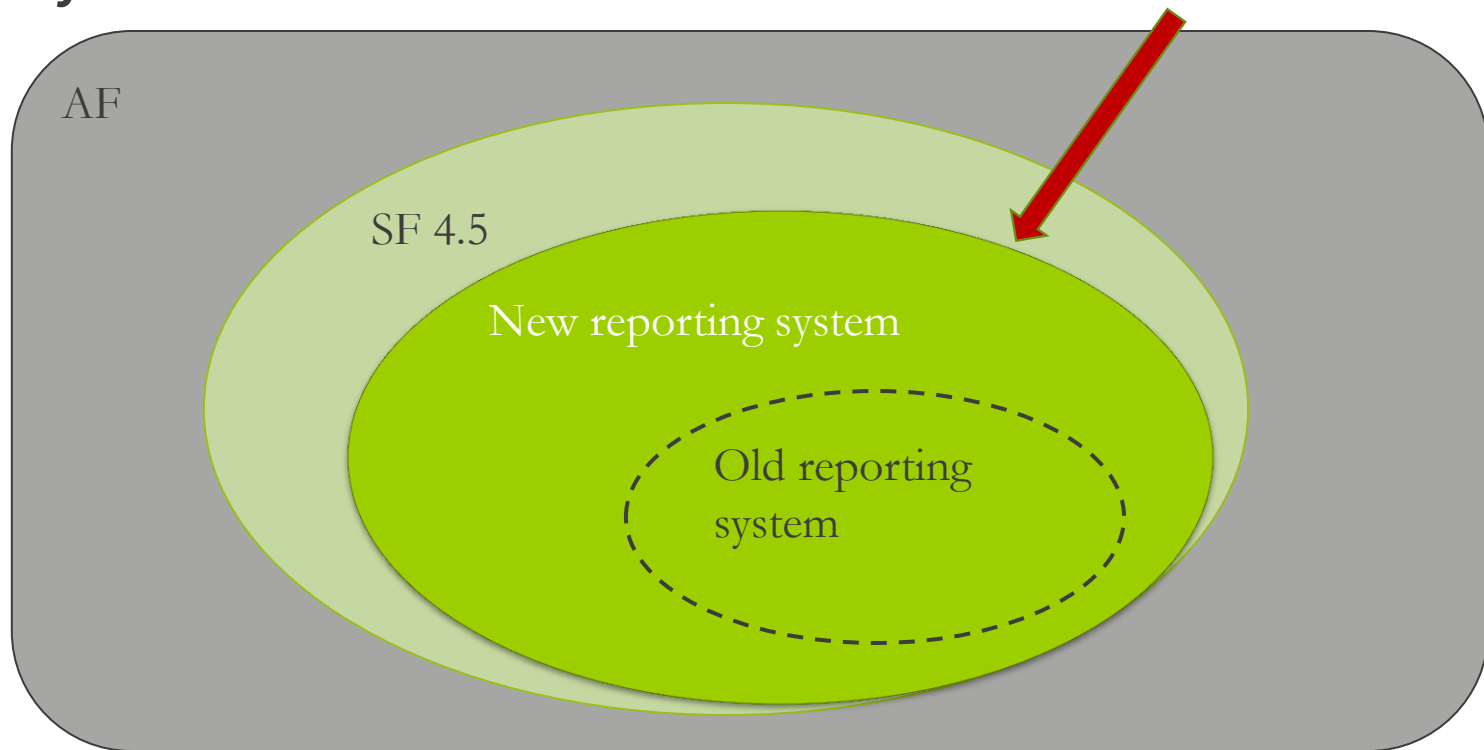 AF
SF 4.5
New reporting system
Old reporting
system